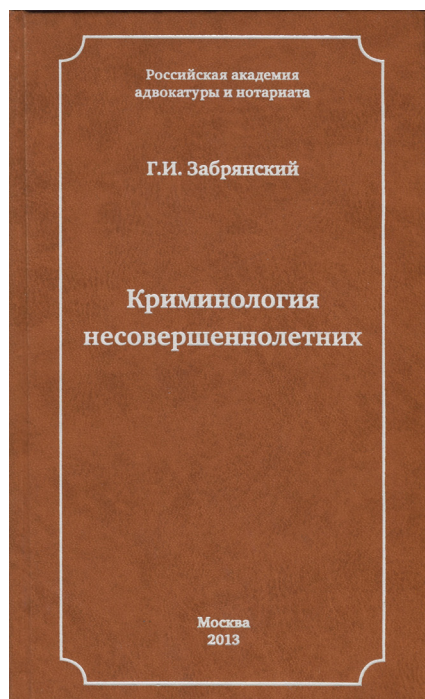 Российская академия
адвокатуры и нотариата
Г.И. Забрянский
Криминология
несовершеннолетних
Москва
2013